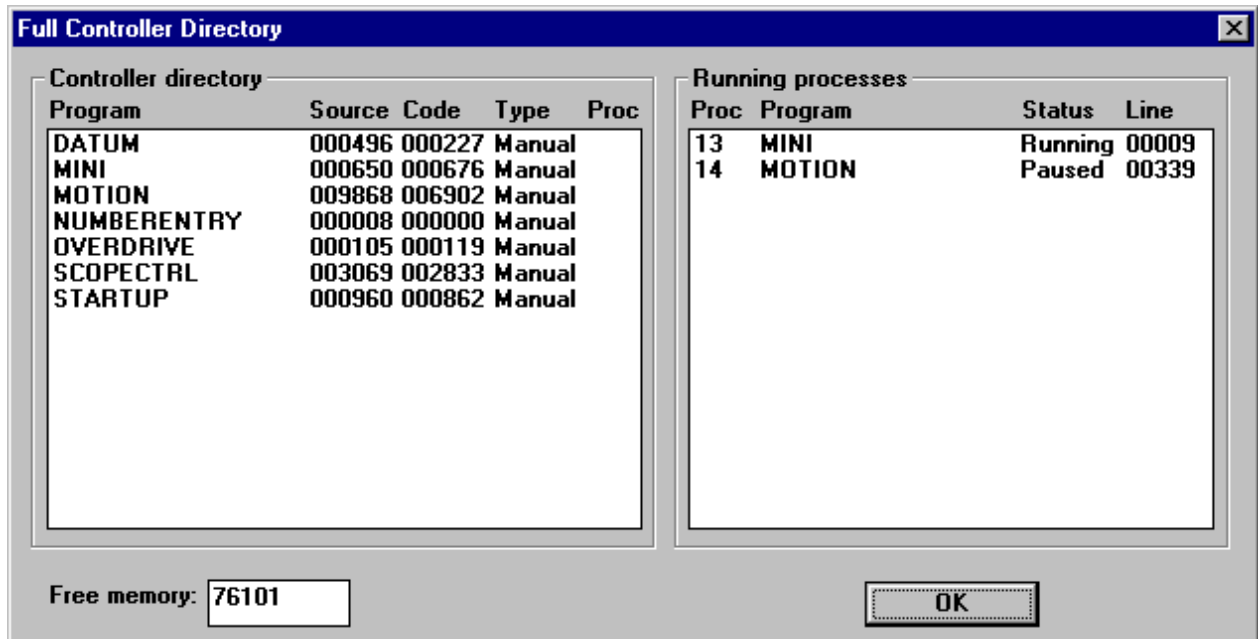 Full Controller Directory
Controller directory
Program Source Code Type Proc
DATUM 000496 000227 Manual
MINI 000650 000676 Manual
MOTION 009868 006902 Manual
NUMBERENTRY 000008 000000 Manual
OVERDRIVE 000105 000119 Manual
SCOPECTRL 003069 002833 Manual
STARTUP 000960 000862 Manual
Running processes
Proc Program Status Line
13 MINI Running 00009
14 MOTION Paused 00339
Free memory: 76101
OK